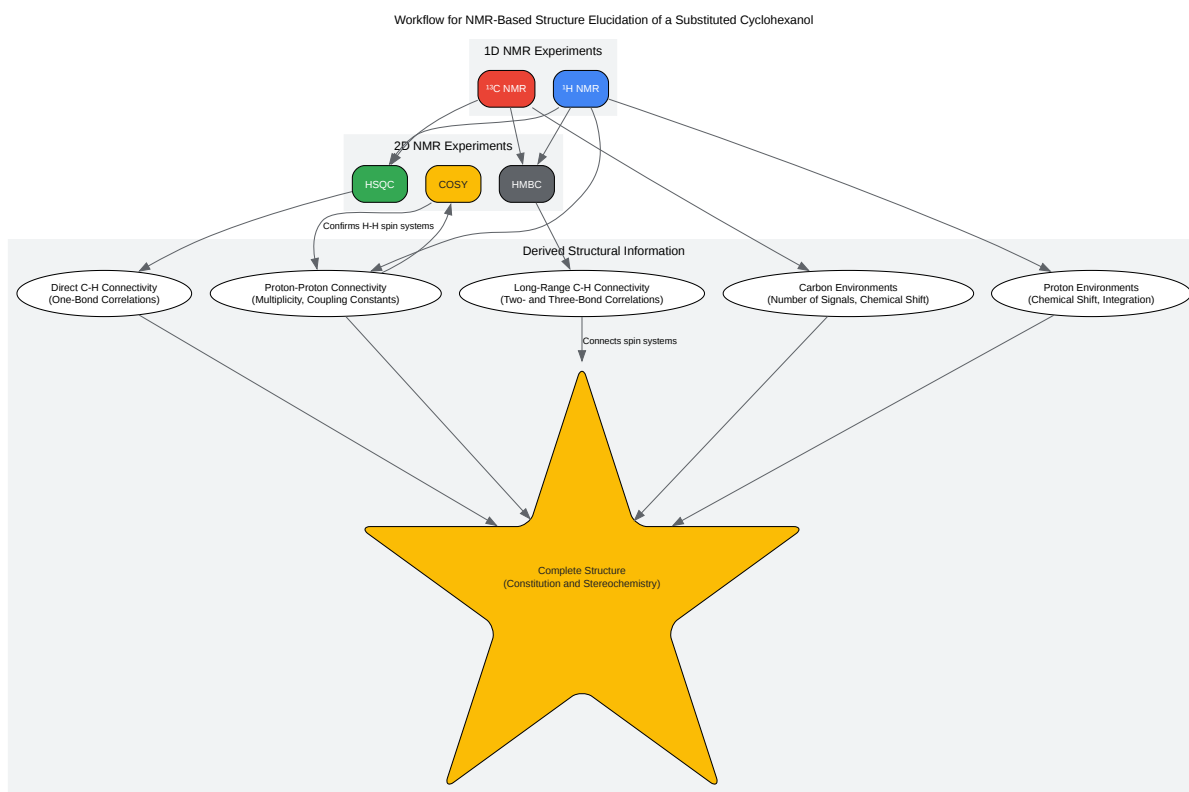 Workflow for NMR-Based Structure Elucidation of a Substituted Cyclohexanol
1D NMR Experiments
¹³C NMR
¹H NMR
2D NMR Experiments
HSQC
COSY
HMBC
Confirms H-H spin systems
Derived Structural Information
Direct C-H Connectivity
(One-Bond Correlations)
Proton-Proton Connectivity
(Multiplicity, Coupling Constants)
Long-Range C-H Connectivity
(Two- and Three-Bond Correlations)
Carbon Environments
(Number of Signals, Chemical Shift)
Proton Environments
(Chemical Shift, Integration)
Connects spin systems
Complete Structure
(Constitution and Stereochemistry)